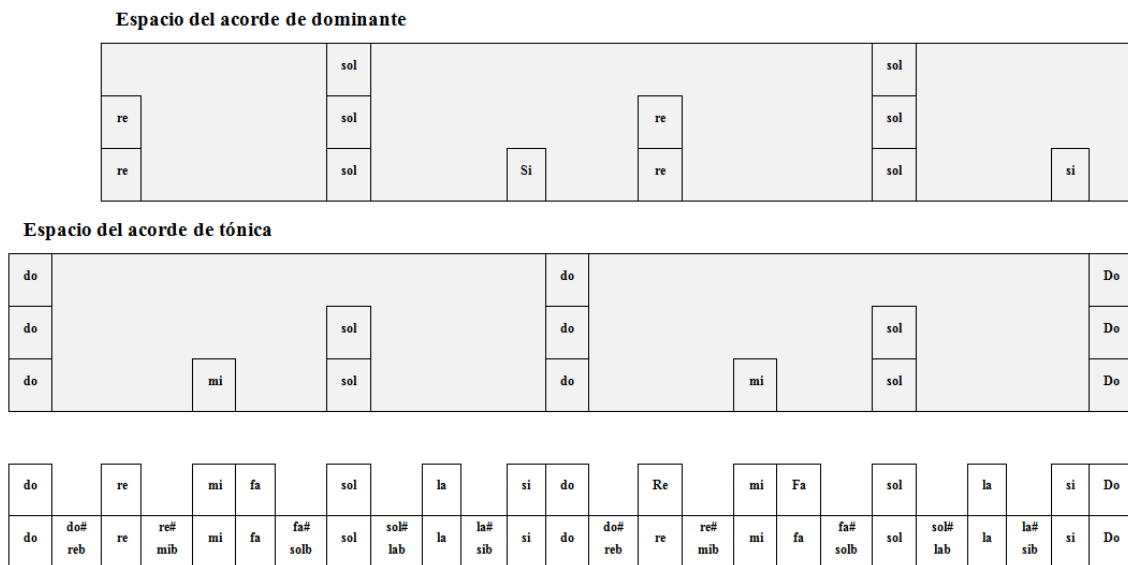 Espacio del acorde de dominante
sol sol
re sol re sol
re sol Si re sol si
Espacio del acorde de tónica
do do Do
do sol do sol Do
do mi sol do mi sol Do
do re mi fa sol la si do Re mi Fa sol la si Do
do do# reb re re# mib mi fa fa# solb sol sol# lab la la# sib si do do# reb re re# mib mi fa fa# solb sol sol# lab la la# sib si Do